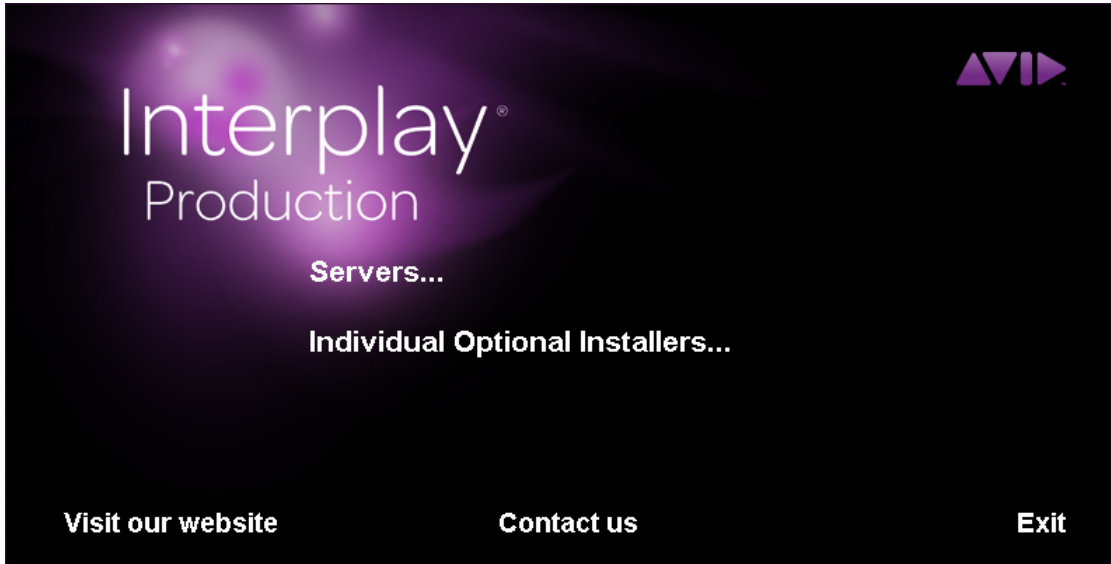 AVID
Interplay®
Production
Servers...
Individual Optional Installers...
Visit our website
Contact us
Exit